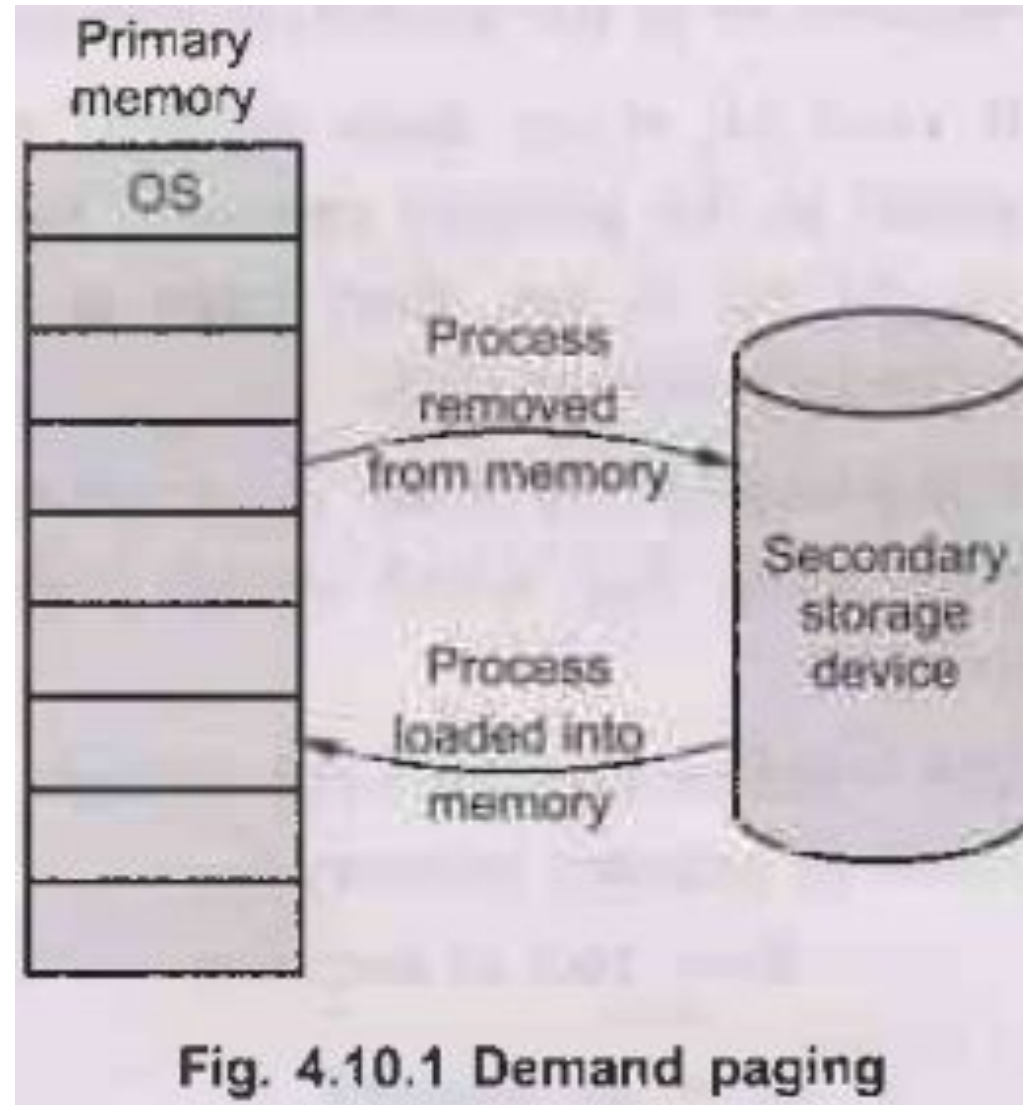 Primary
memory
OS
Process
removed
from memory
Secondary
storage
device
Process
loaded into
memory
Fig. 4.10.1 Demand paging